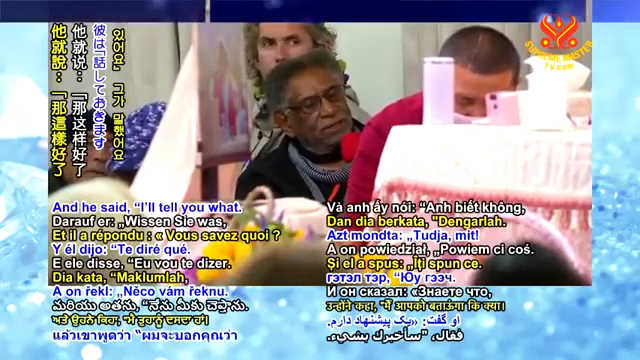 있어요" 그가 말했어요
彼は「話しておきます
他就说：「那这样好了
他就說：「那這樣好了
SUPREME MASTER
TV.com
And he said, “I’ll tell you what.
Darauf er: „Wissen Sie was,
Et il a répondu : « Vous savez quoi ?
Y él dijo: “Te diré qué.
E ele disse, “Eu vou te dizer.
Dia kata, “Maklumlah,
A on řekl: „Něco vám řeknu.
మరియు అతను, “నేను మీకు చెప్తాను.
ਅਤੇ ਉਹਨੇ ਕਿਹਾ, “ਮੈਂ ਤੁਹਾਨੂੰ ਦਸਦਾ ਹਾਂ।
แล้วเขาพูดว่า “ผมจะบอกคุณว่า
Và anh ấy nói: “Anh biết không,
Dan dia berkata, “Dengarlah.
Azt mondta: „Tudja, mit!
A on powiedział, „Powiem ci coś.
Și el a spus: „Îți spun ce.
гэтэл тэр, “Юу гээч.
И он сказал: «Знаете что,
उन्होंने कहा, “मैं आपको बताऊंगा कि क्या।
او گفت: «یک پیشنهاد دارم.
فقال، "سأخبرك بشيء.